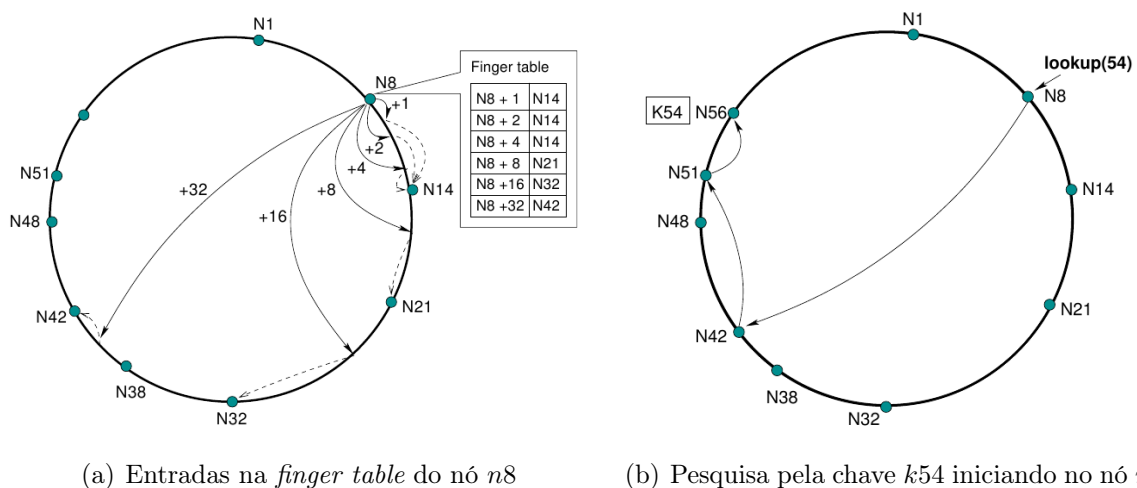 N1
N8
Finger table
N8 + 1 N14
N8 + 2 N14
N8 + 4 N14
N8 + 8 N21
N8 +16 N32
N8 +32 N42
+1
+2
+4
+8
+16
+32
N14
N21
N32
N38
N42
N48
N51
(a) Entradas na finger table do nó n8
N1
lookup(54)
N8
K54 N56
N51
N48
N14
N21
N42
N38
N32
(b) Pesquisa pela chave k54 iniciando no nó